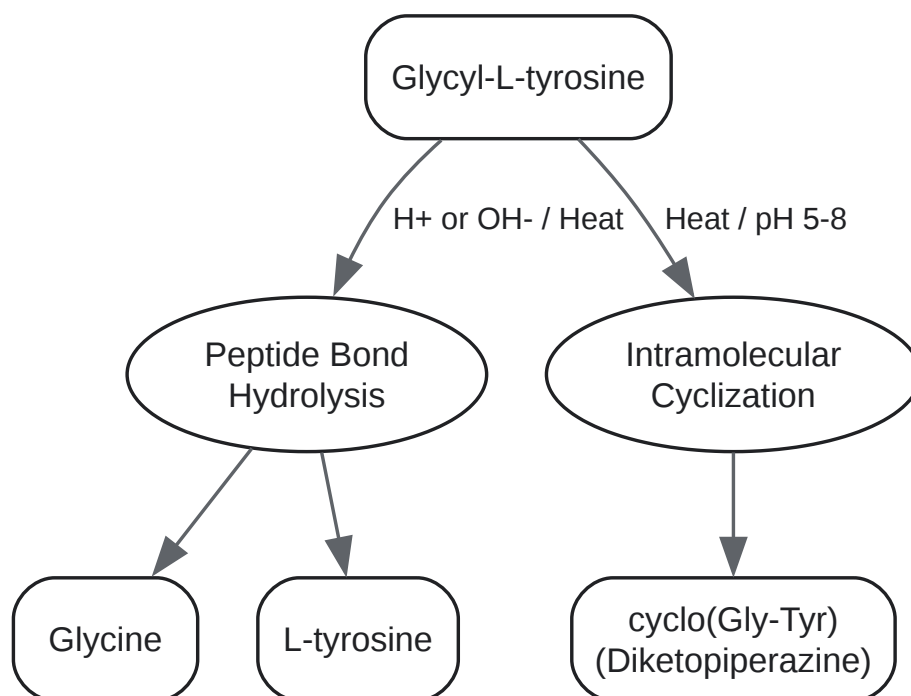 Glycyl-L-tyrosine
H+ or OH- / Heat
Heat / pH 5-8
Peptide Bond
Hydrolysis
Intramolecular
Cyclization
Glycine
L-tyrosine
cyclo(Gly-Tyr)
(Diketopiperazine)